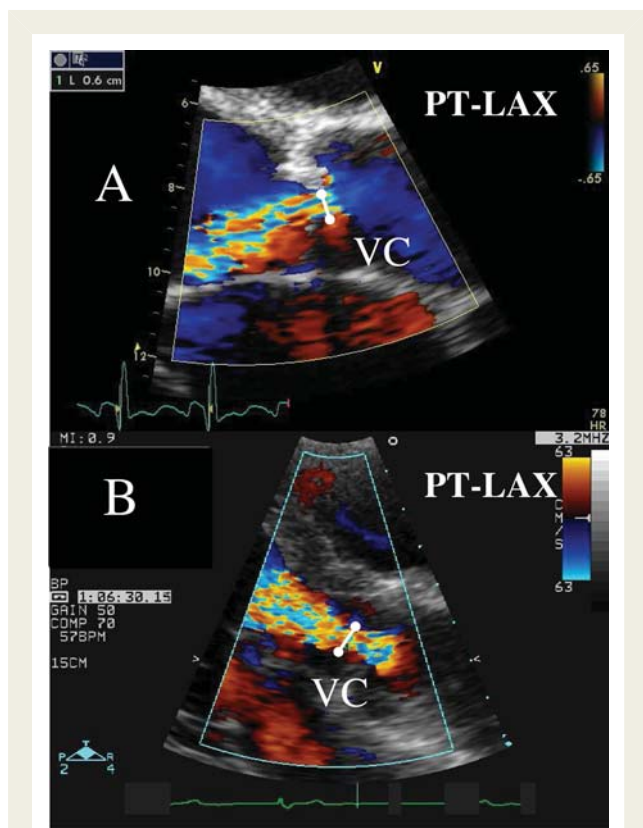 1 L 0.6 cm
V
PT-LAX
.65
-.65
6
A
8
VC
10
12
78
HR
MI:0.9
3.2MHZ
B
PT-LAX
63
C
M
/
S
63
BP
1:06:30.15
GAIN 50
COMP 70
57BPM
15CM
VC
P T R
2 4